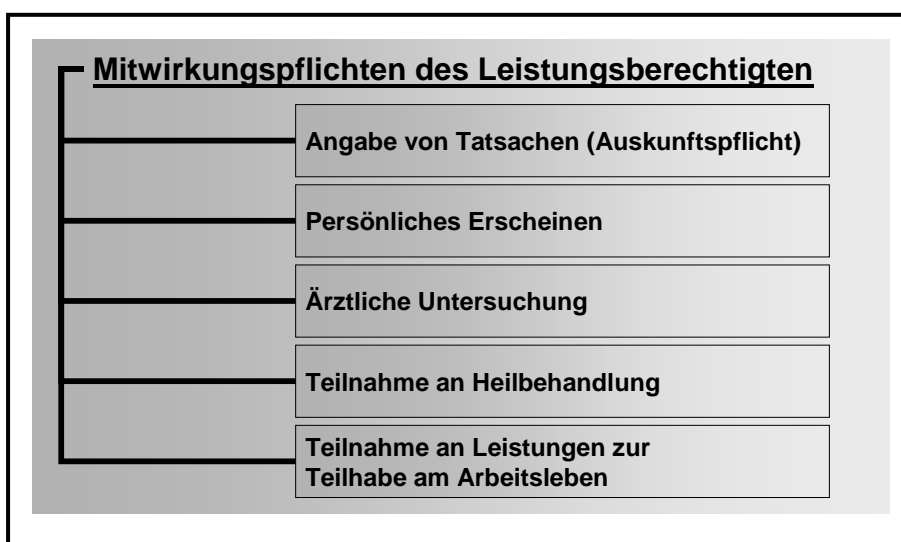 Mitwirkungspflichten des Leistungsberechtigten
Angabe von Tatsachen (Auskunftspflicht)
Persönliches Erscheinen
Ärztliche Untersuchung
Teilnahme an Heilbehandlung
Teilnahme an Leistungen zur
Teilhabe am Arbeitsleben